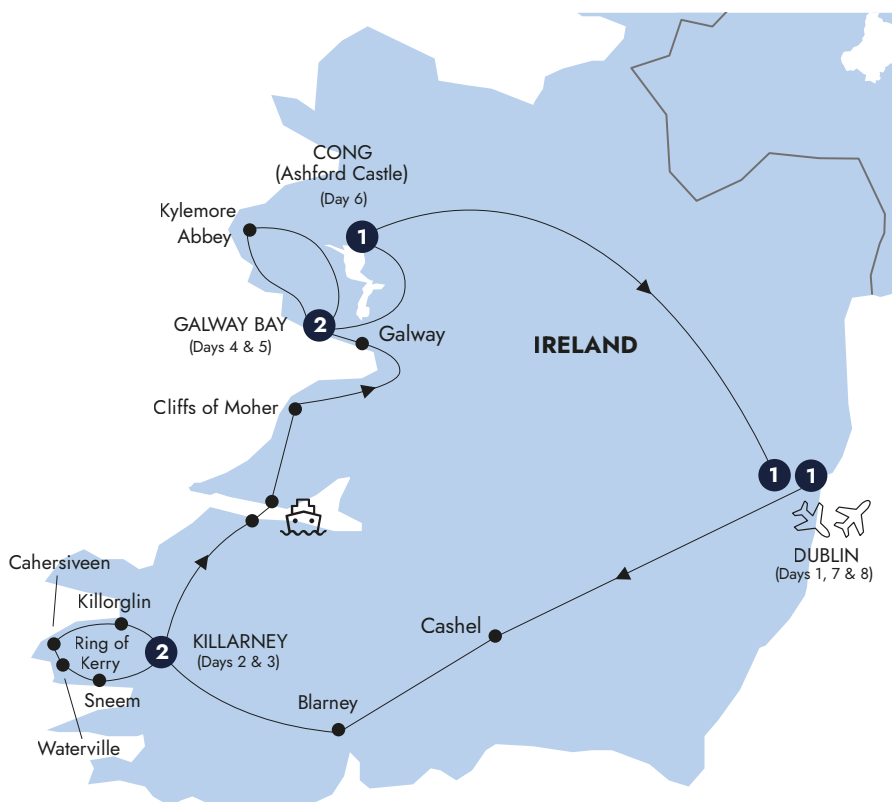 CONG
(Ashford Castle)
(Day 6)
1
Kylemore
Abbey
GALWAY BAY
(Days 4 & 5)
2
Galway
IRELAND
Cliffs of Moher
1
1
DUBLIN
(Days 1, 7 & 8)
Cahersiveen
Killorglin
Ring of
Kerry
2
KILLARNEY
(Days 2 & 3)
Cashel
Sneem
Blarney
Waterville